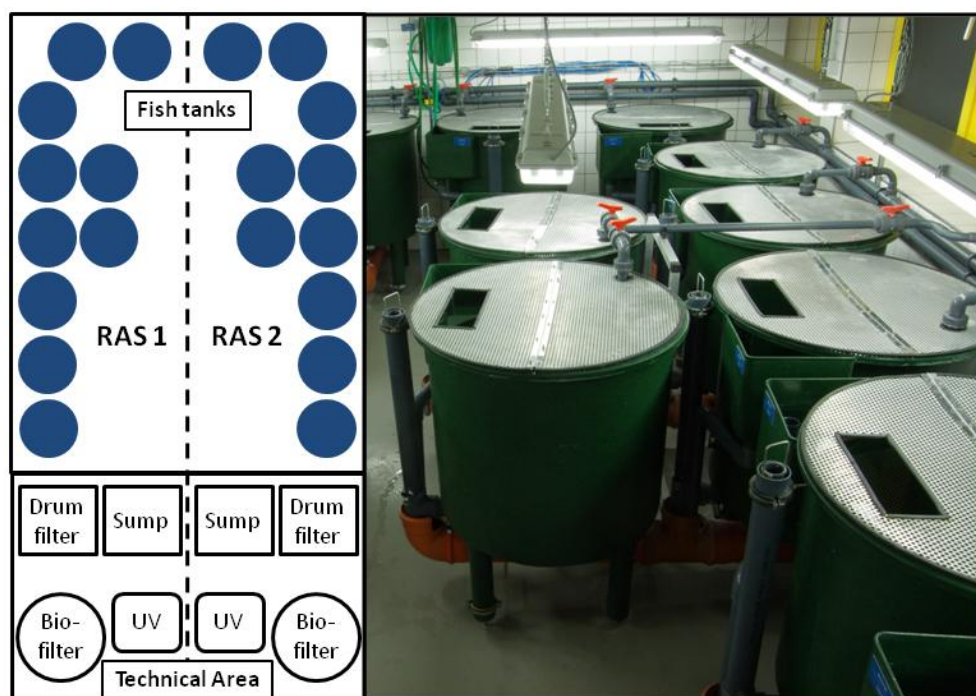 Fish tanks
RAS 1
RAS 2
Drum
filter
Sump
Sump
Drum
filter
Bio-
filter
UV
UV
Bio-
filter
Technical Area